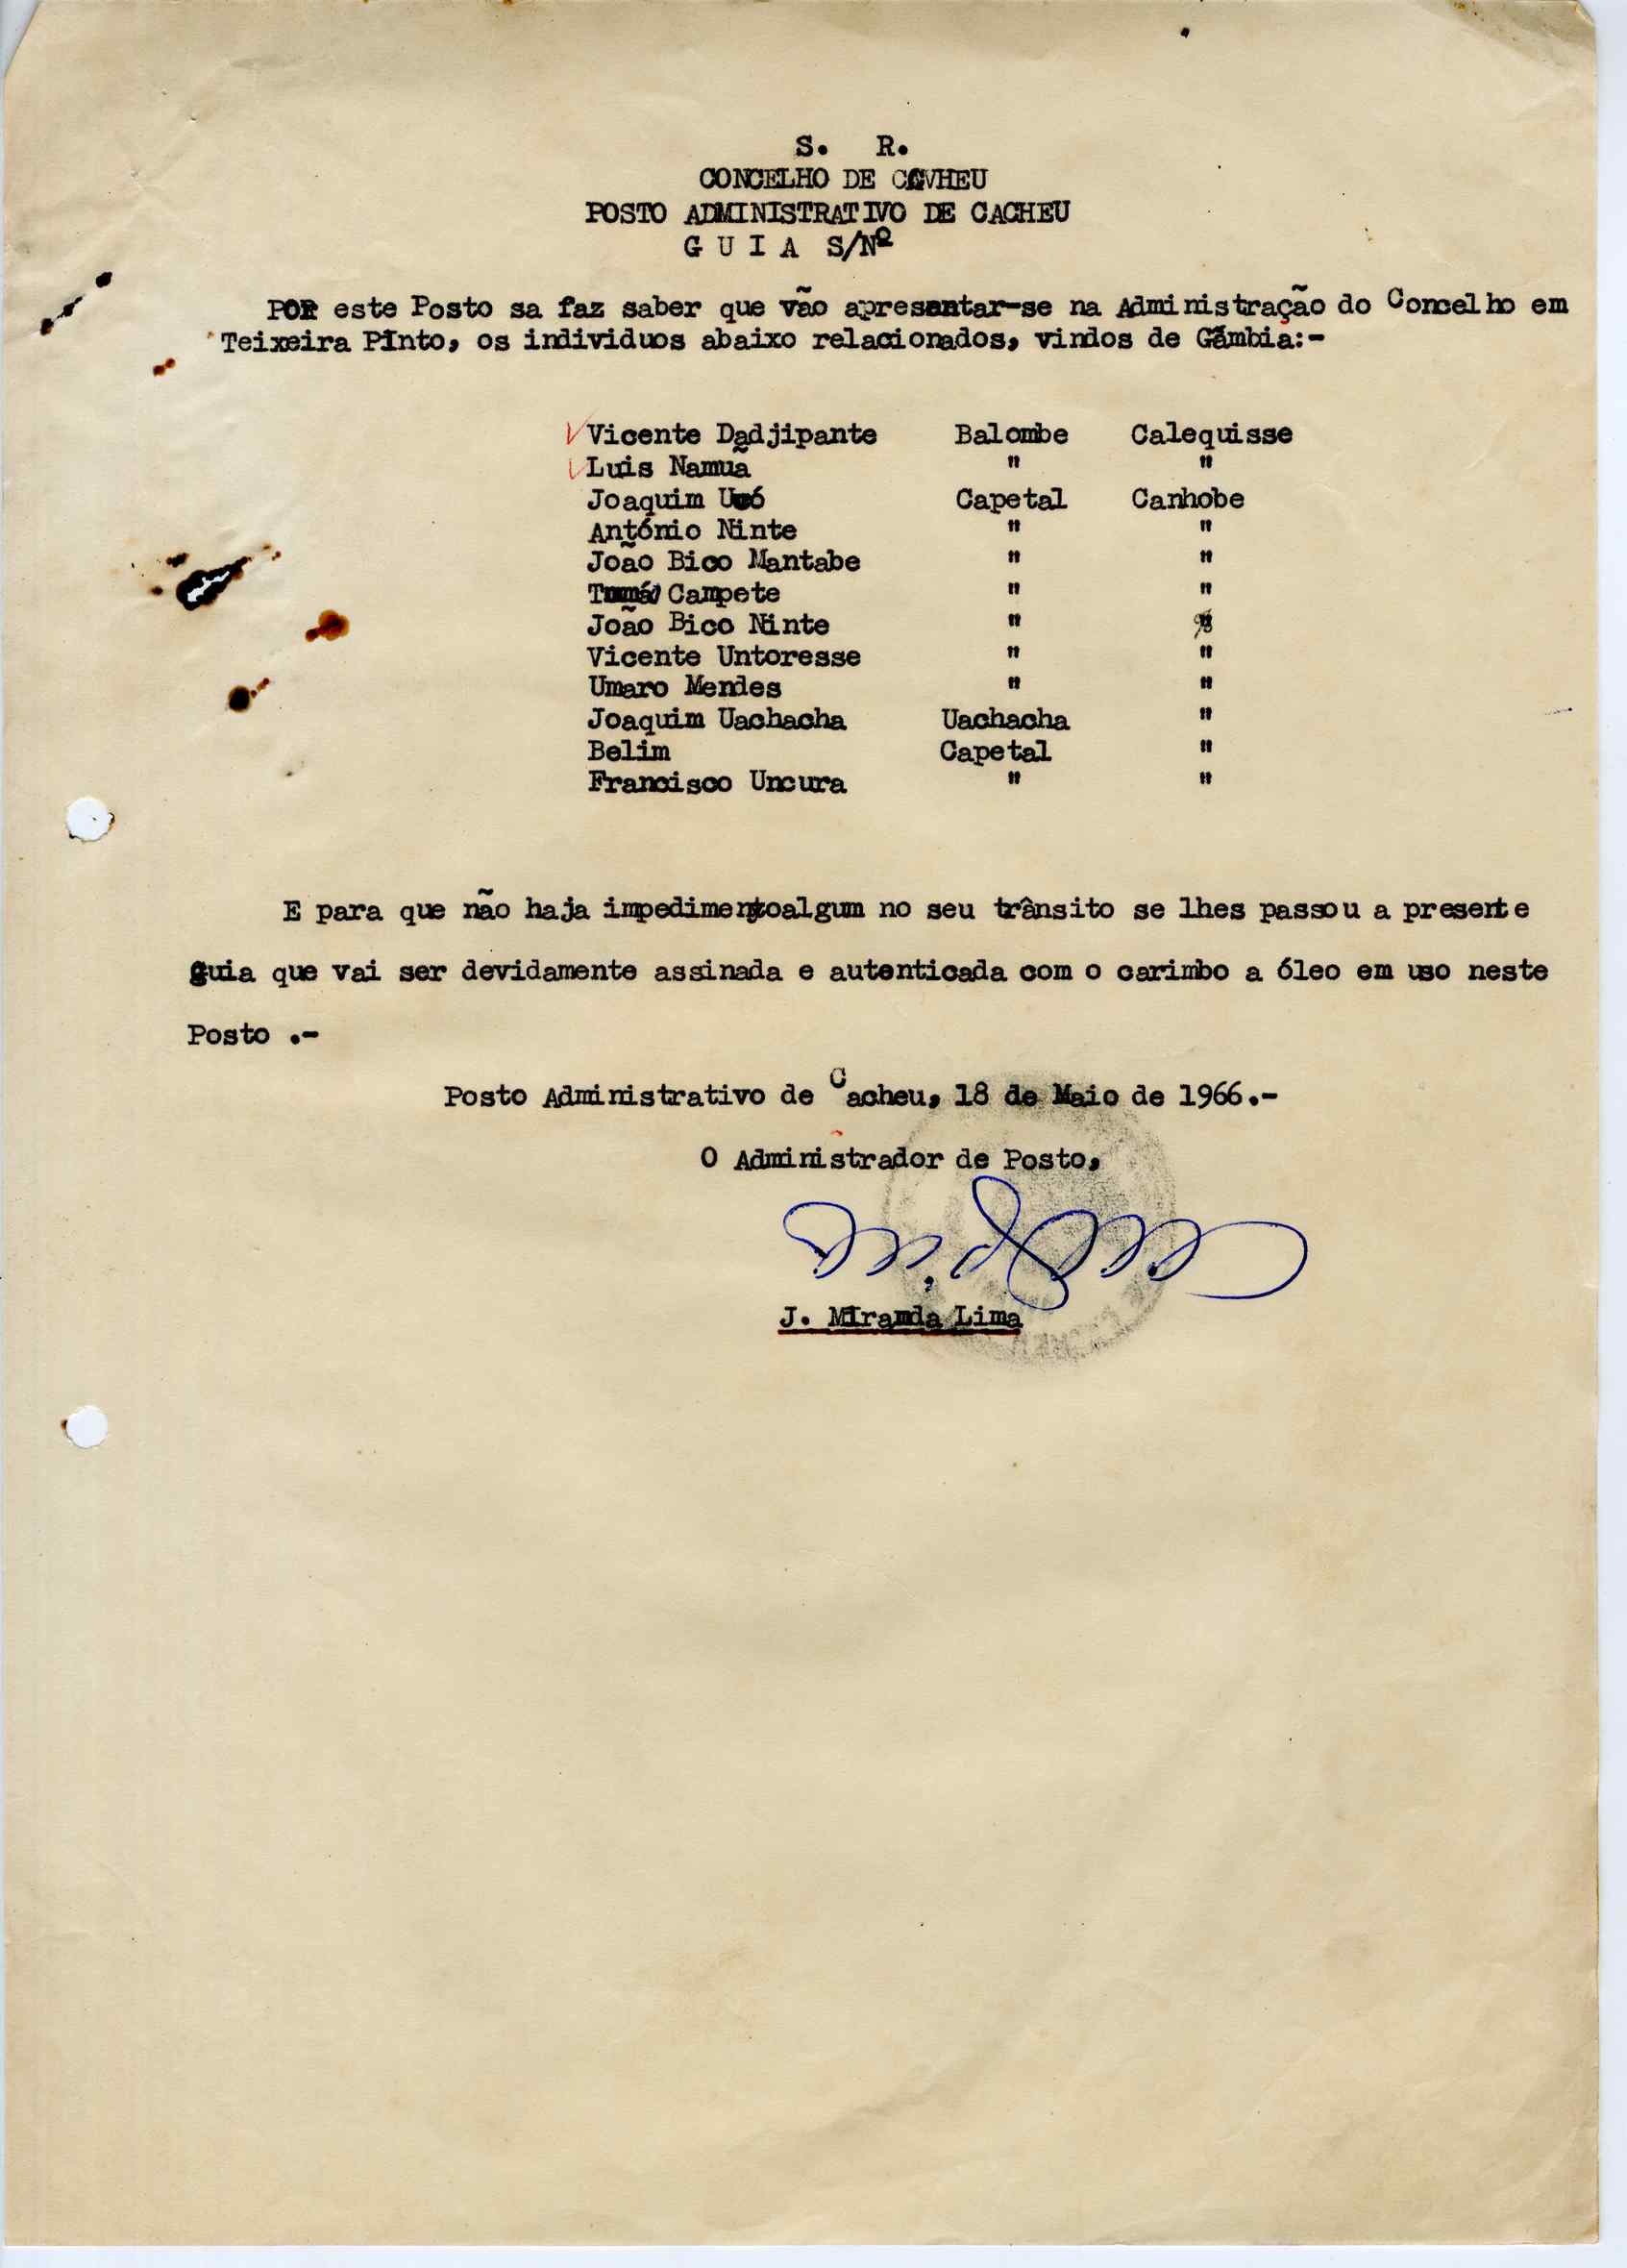 S. R.
CONCELHO DE CAVHEU
POSTO ADMINISTRATIVO DE CACHEU
G U I A S/Nº
POR este Posto sa faz saber que vão apresentar-se na Administração do Concelho em
Teixeira PInto, os individuos abaixo relacionados, vindos de Gâmbia:-
Vicente Dadjipante Balombe Calequisse
Luis Namuã " "
Joaquim Capetal Canhobe
António Ninte " "
João Bico Mantabe " "
Campete " "
João Bico Ninte " "
Vicente Untoresse " "
Umaro Mendes " "
Joaquim Uachacha Uachacha "
Belim Capetal "
Francisco Uncura " "
E para que não haja impedimentoalgum no seu trânsito se lhes passou a presente
guia que vai ser devidamente assinada e autenticada com o carimbo a óleo em uso neste
Posto .-
Posto Administrativo de Cacheu, 18 de Maio de 1966.-
O Administrador de Posto,
J. MIranda Lima